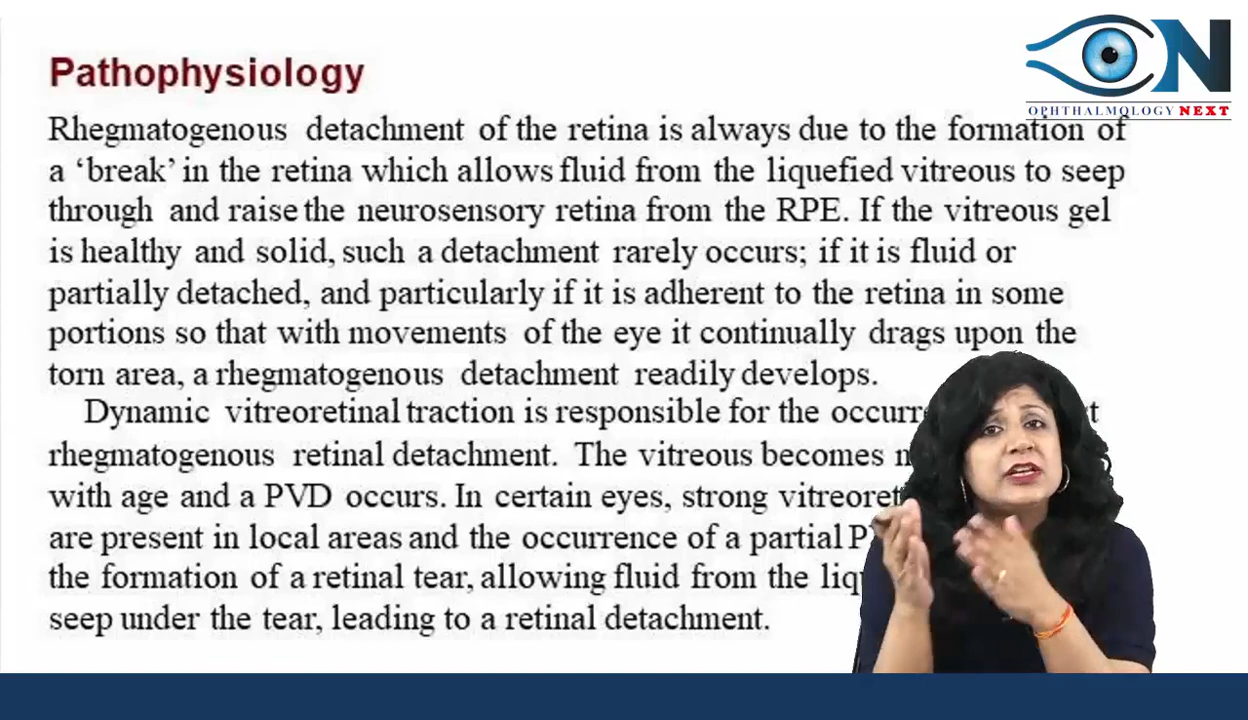 Pathophysiology
OPHTHALMOLOGY NEXT
Rhegmatogenous detachment of the retina is always due to the formation of
a ‘break’ in the retina which allows fluid from the liquefied vitreous to seep
through and raise the neurosensory retina from the RPE. If the vitreous gel
is healthy and solid, such a detachment rarely occurs; if it is fluid or
partially detached, and particularly if it is adherent to the retina in some
portions so that with movements of the eye it continually drags upon the
torn area, a rhegmatogenous detachment readily develops.
Dynamic vitreoretinal traction is responsible for the
rhegmatogenous retinal detachment. The vitreous becomes
with age and a PVD occurs. In certain eyes, strong
are present in local areas and the occurrence of a partial
the formation of a retinal tear, allowing fluid from the
seep under the tear, leading to a retinal detachment.